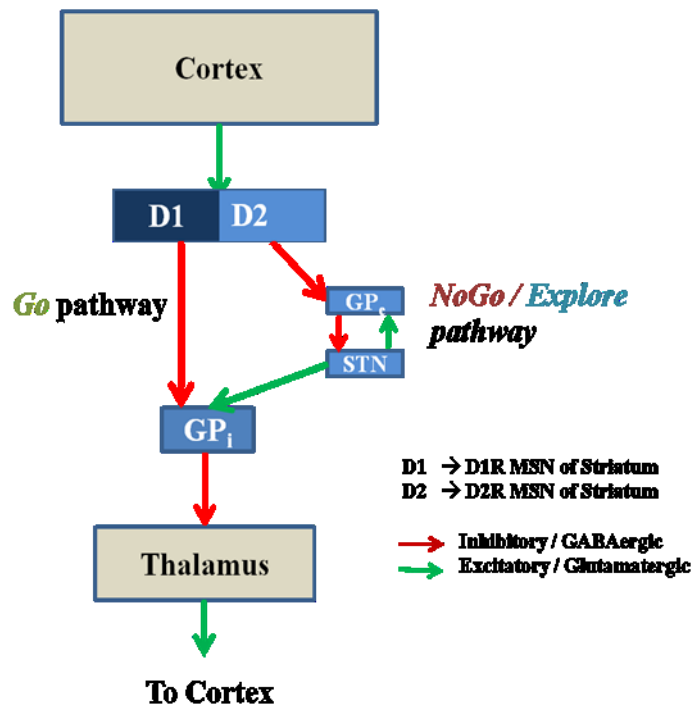 Cortex
D1 D2
Go pathway
GPe
NoGo / Explore
pathway
STN
GPi
D1 → D1R MSN of Striatum
D2 → D2R MSN of Striatum
Thalamus
Inhibitory / GABAergic
Excitatory / Glutamatergic
To Cortex